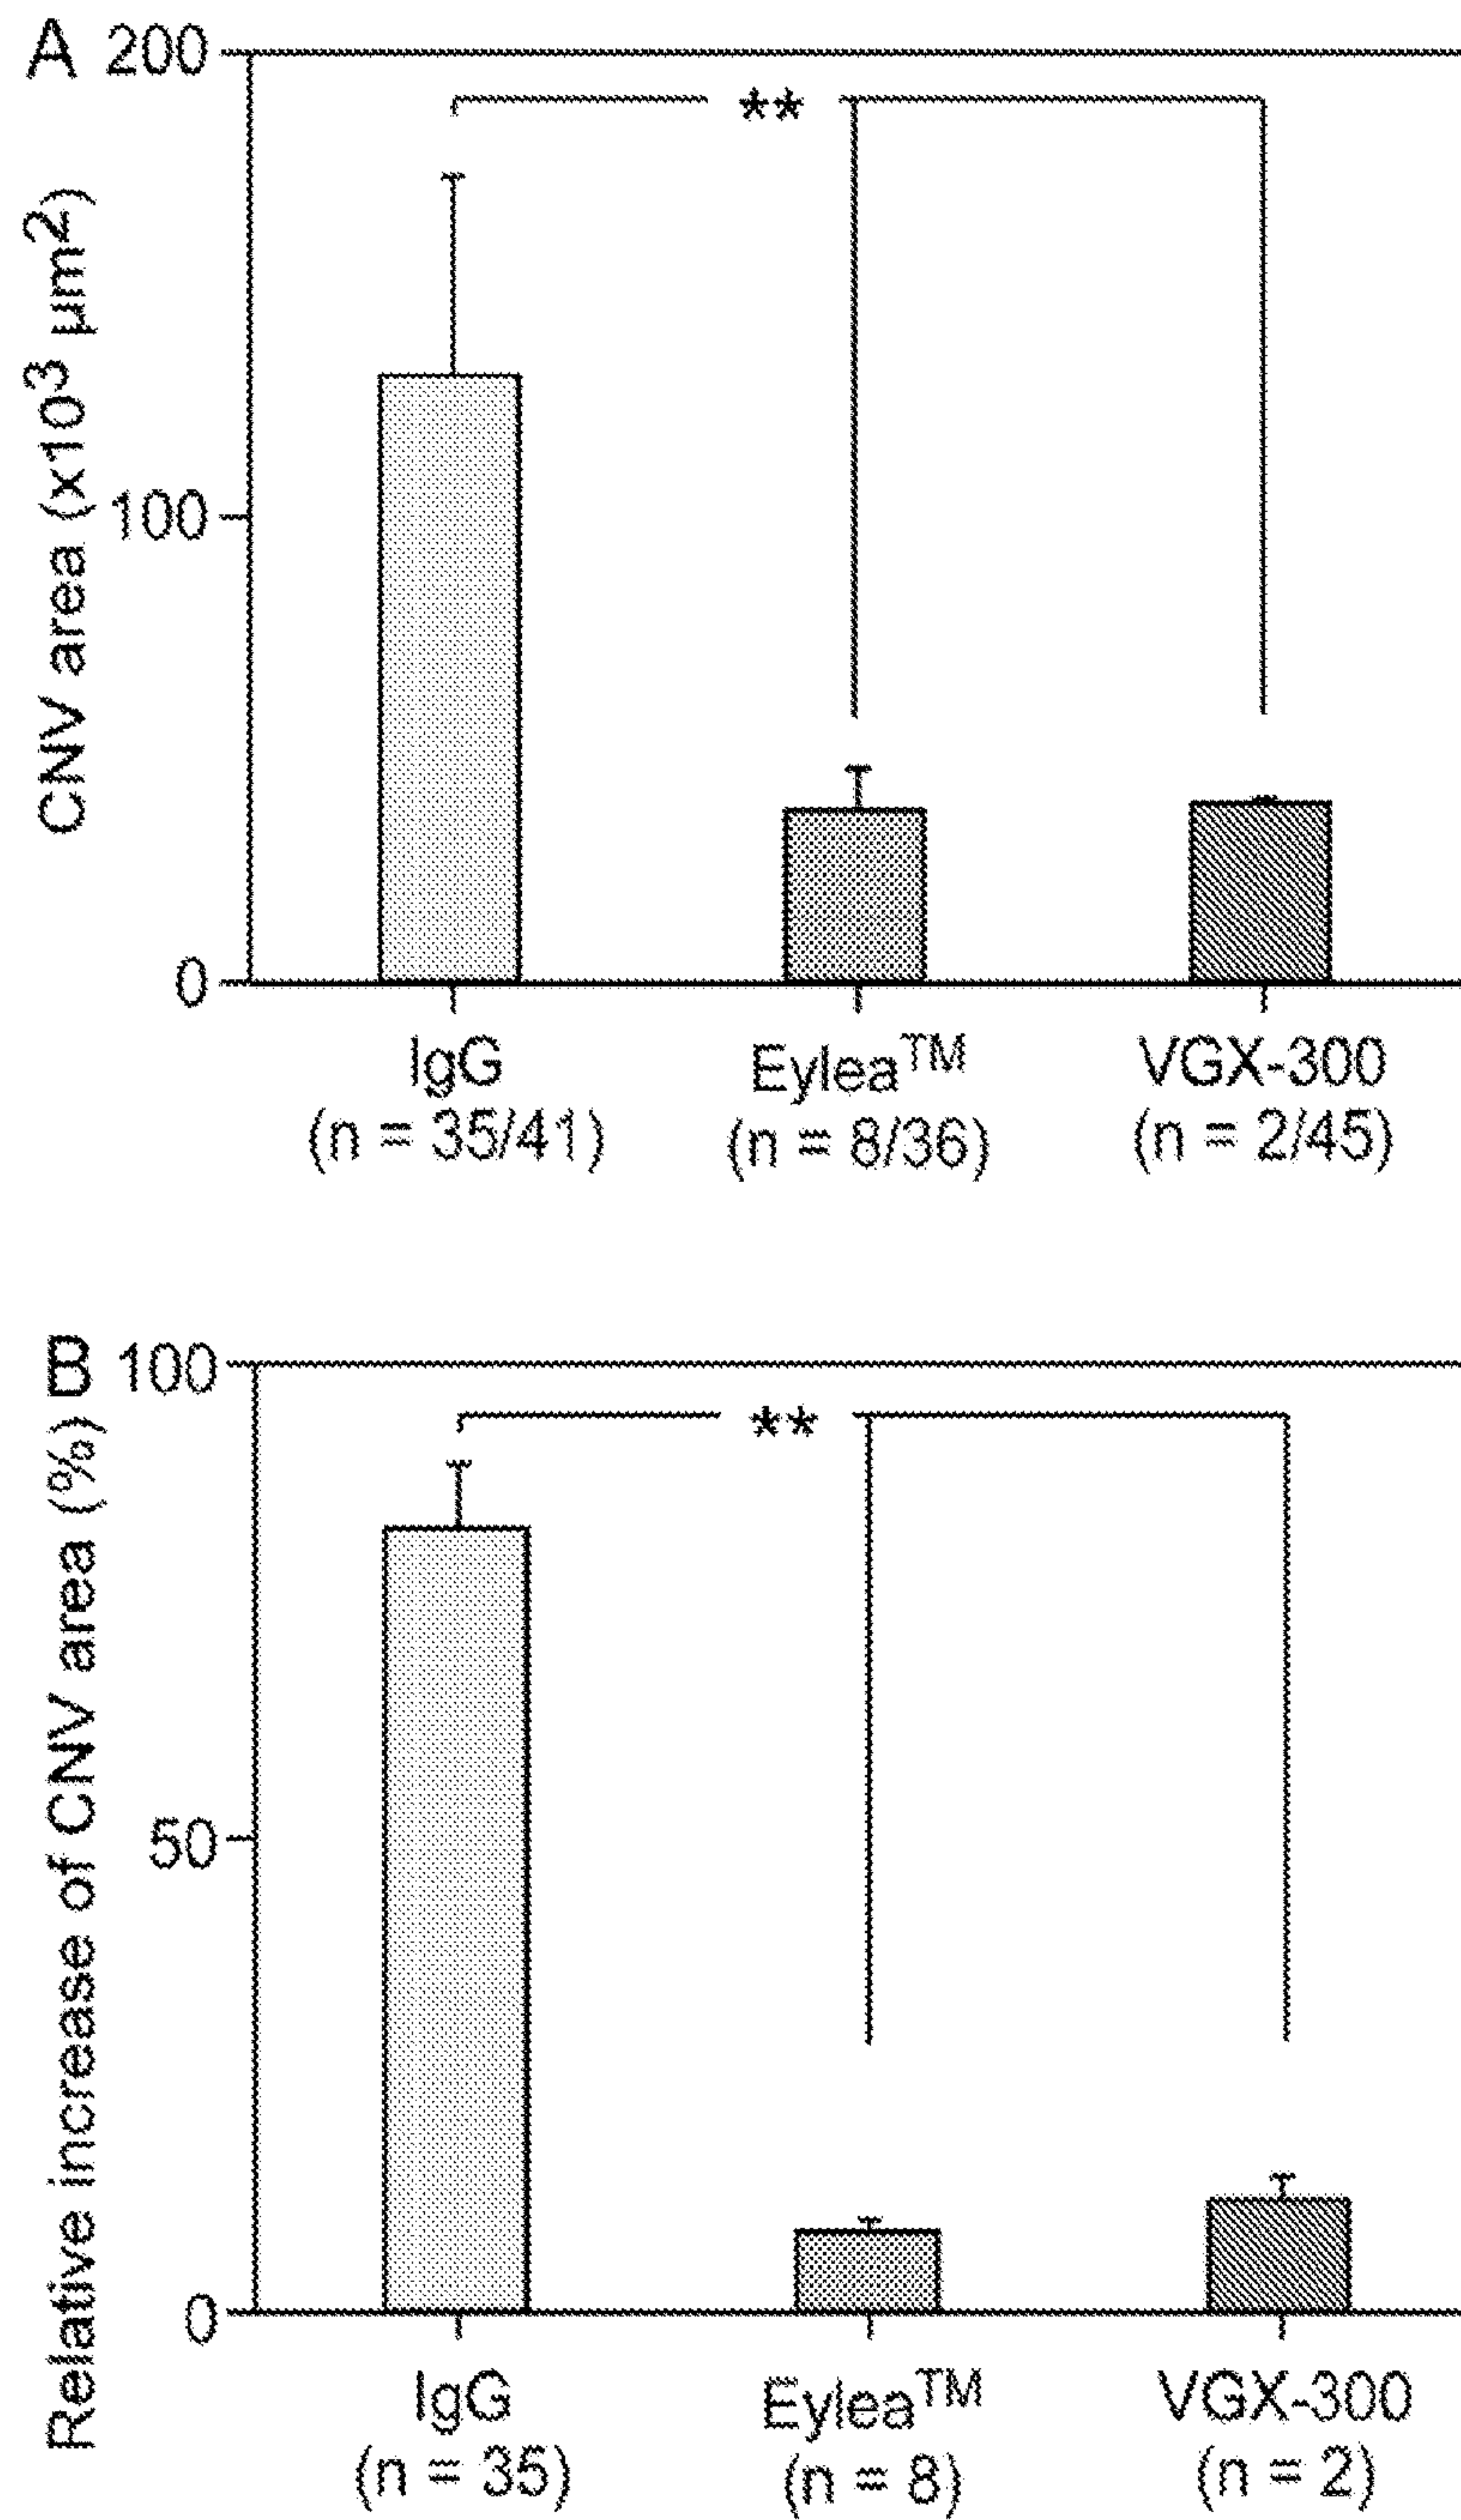 A
200
**
CNV area (x10³ µm²)
100
0
IgG
Eylea™
VGX-300
(n = 35/41)
(n = 8/36)
(n = 2/45)
B
100
**
Relative increase of CNV area (%)
50
0
IgG
Eylea™
VGX-300
(n = 35)
(n = 8)
(n = 2)